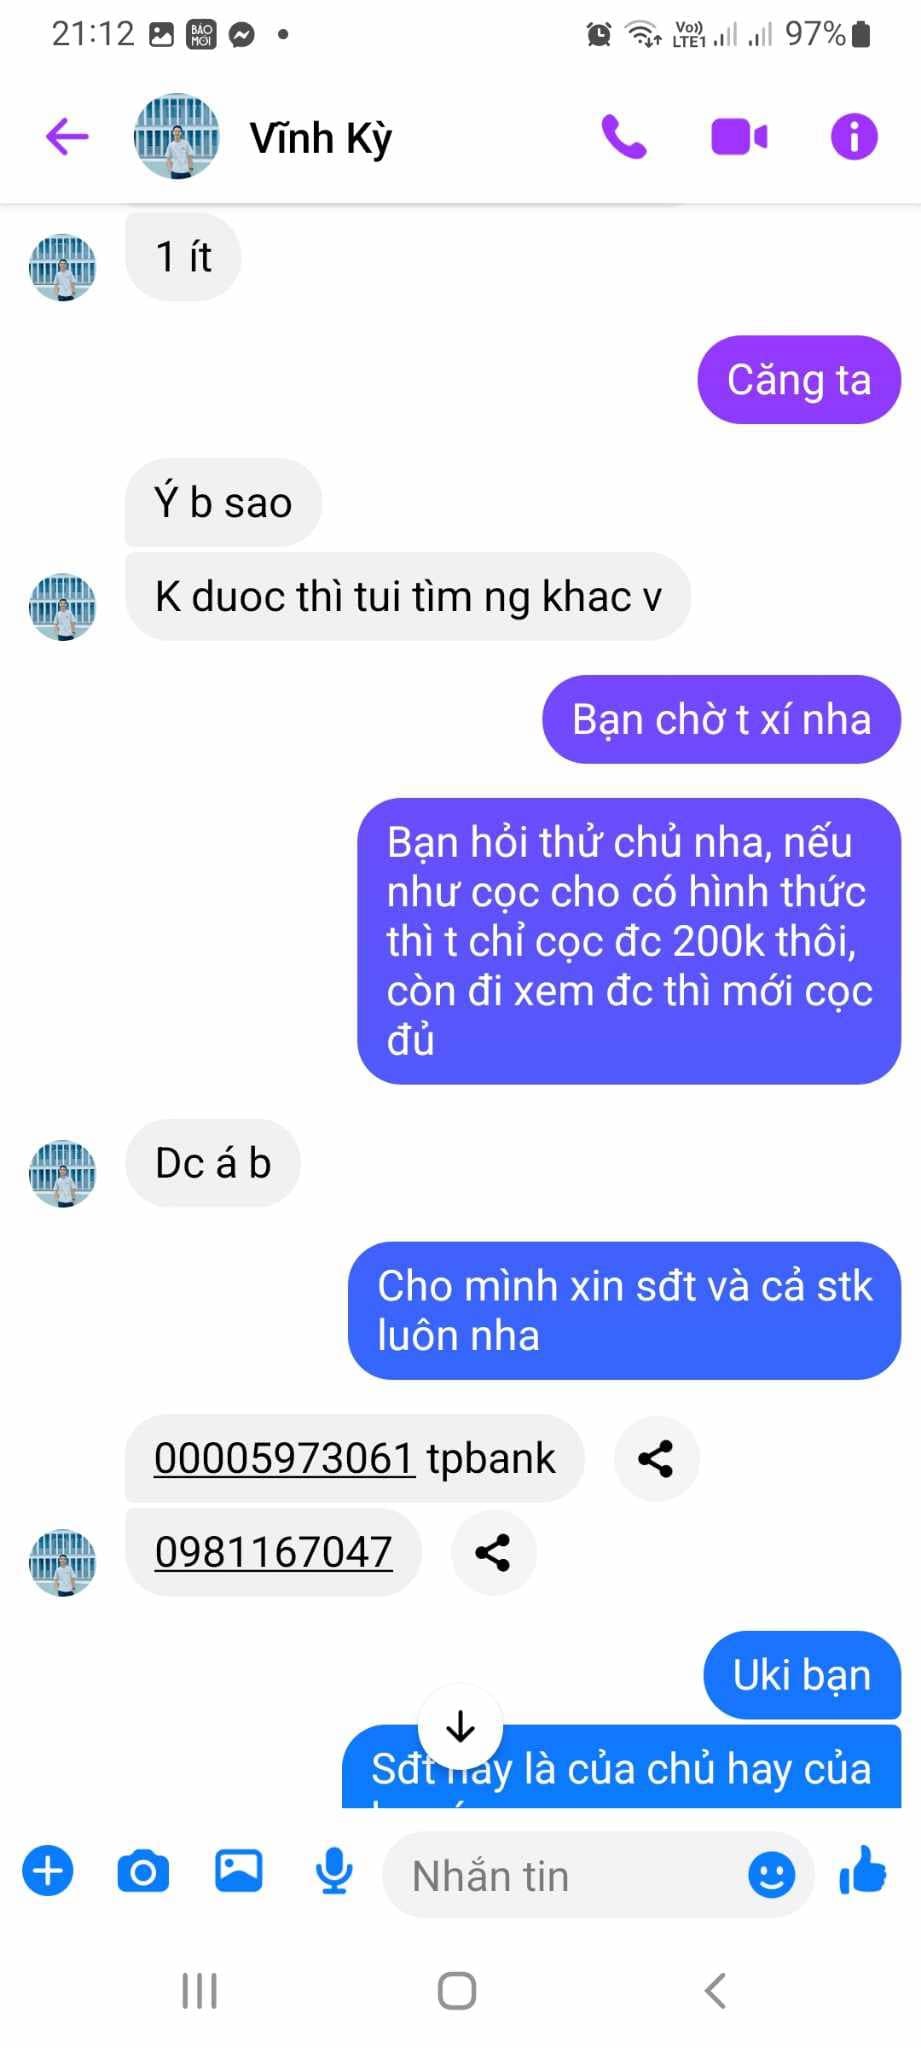 21:12
BÁO
MỚI
Vo))
LTE1
97%
Vĩnh Kỳ
1 ít
Căng ta
Ý b sao
K duoc thì tui tìm ng khac v
Bạn chờ t xí nha
Bạn hỏi thử chủ nha, nếu
như cọc cho có hình thức
thì t chỉ cọc đc 200k thôi,
còn đi xem đc thì mới cọc
đủ
Dc á b
Cho mình xin sđt và cả stk
luôn nha
00005973061 tpbank
0981167047
Uki bạn
Sđt này là của chủ hay của
Nhắn tin